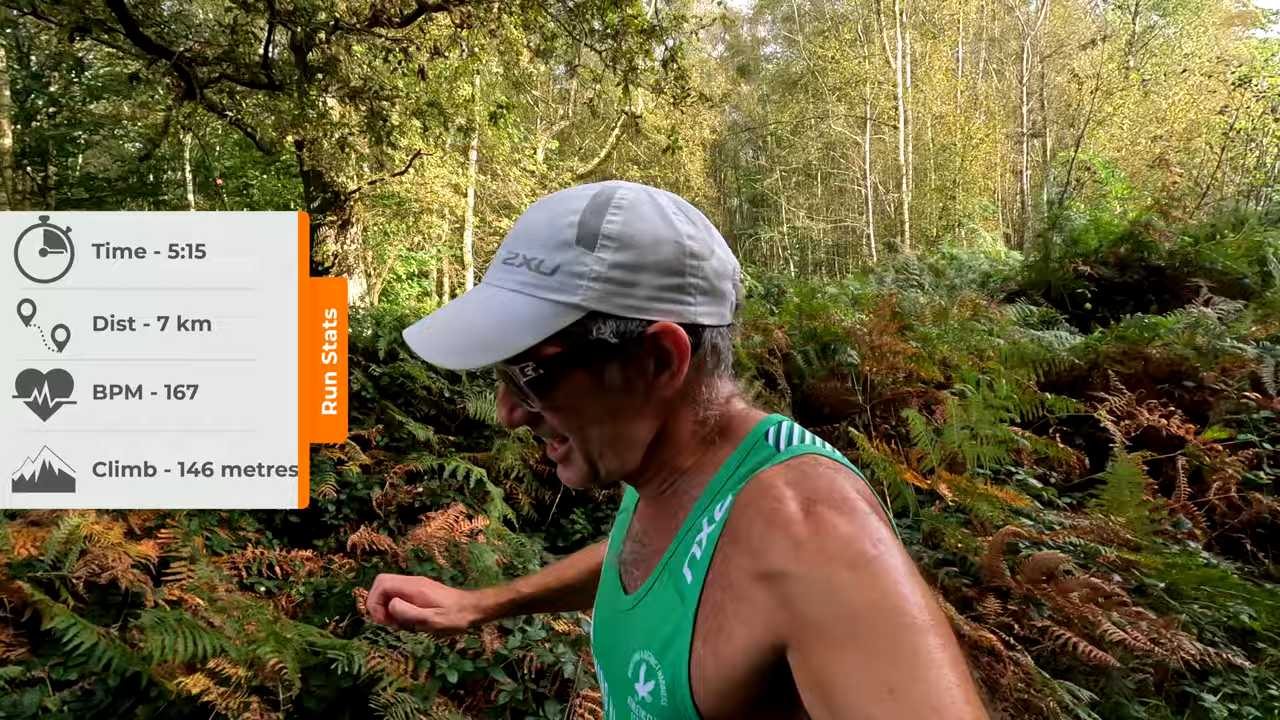 Time - 5:15
Dist - 7 km
BPM - 167
Climb - 146 metres
Run Stats
2XU
2XU